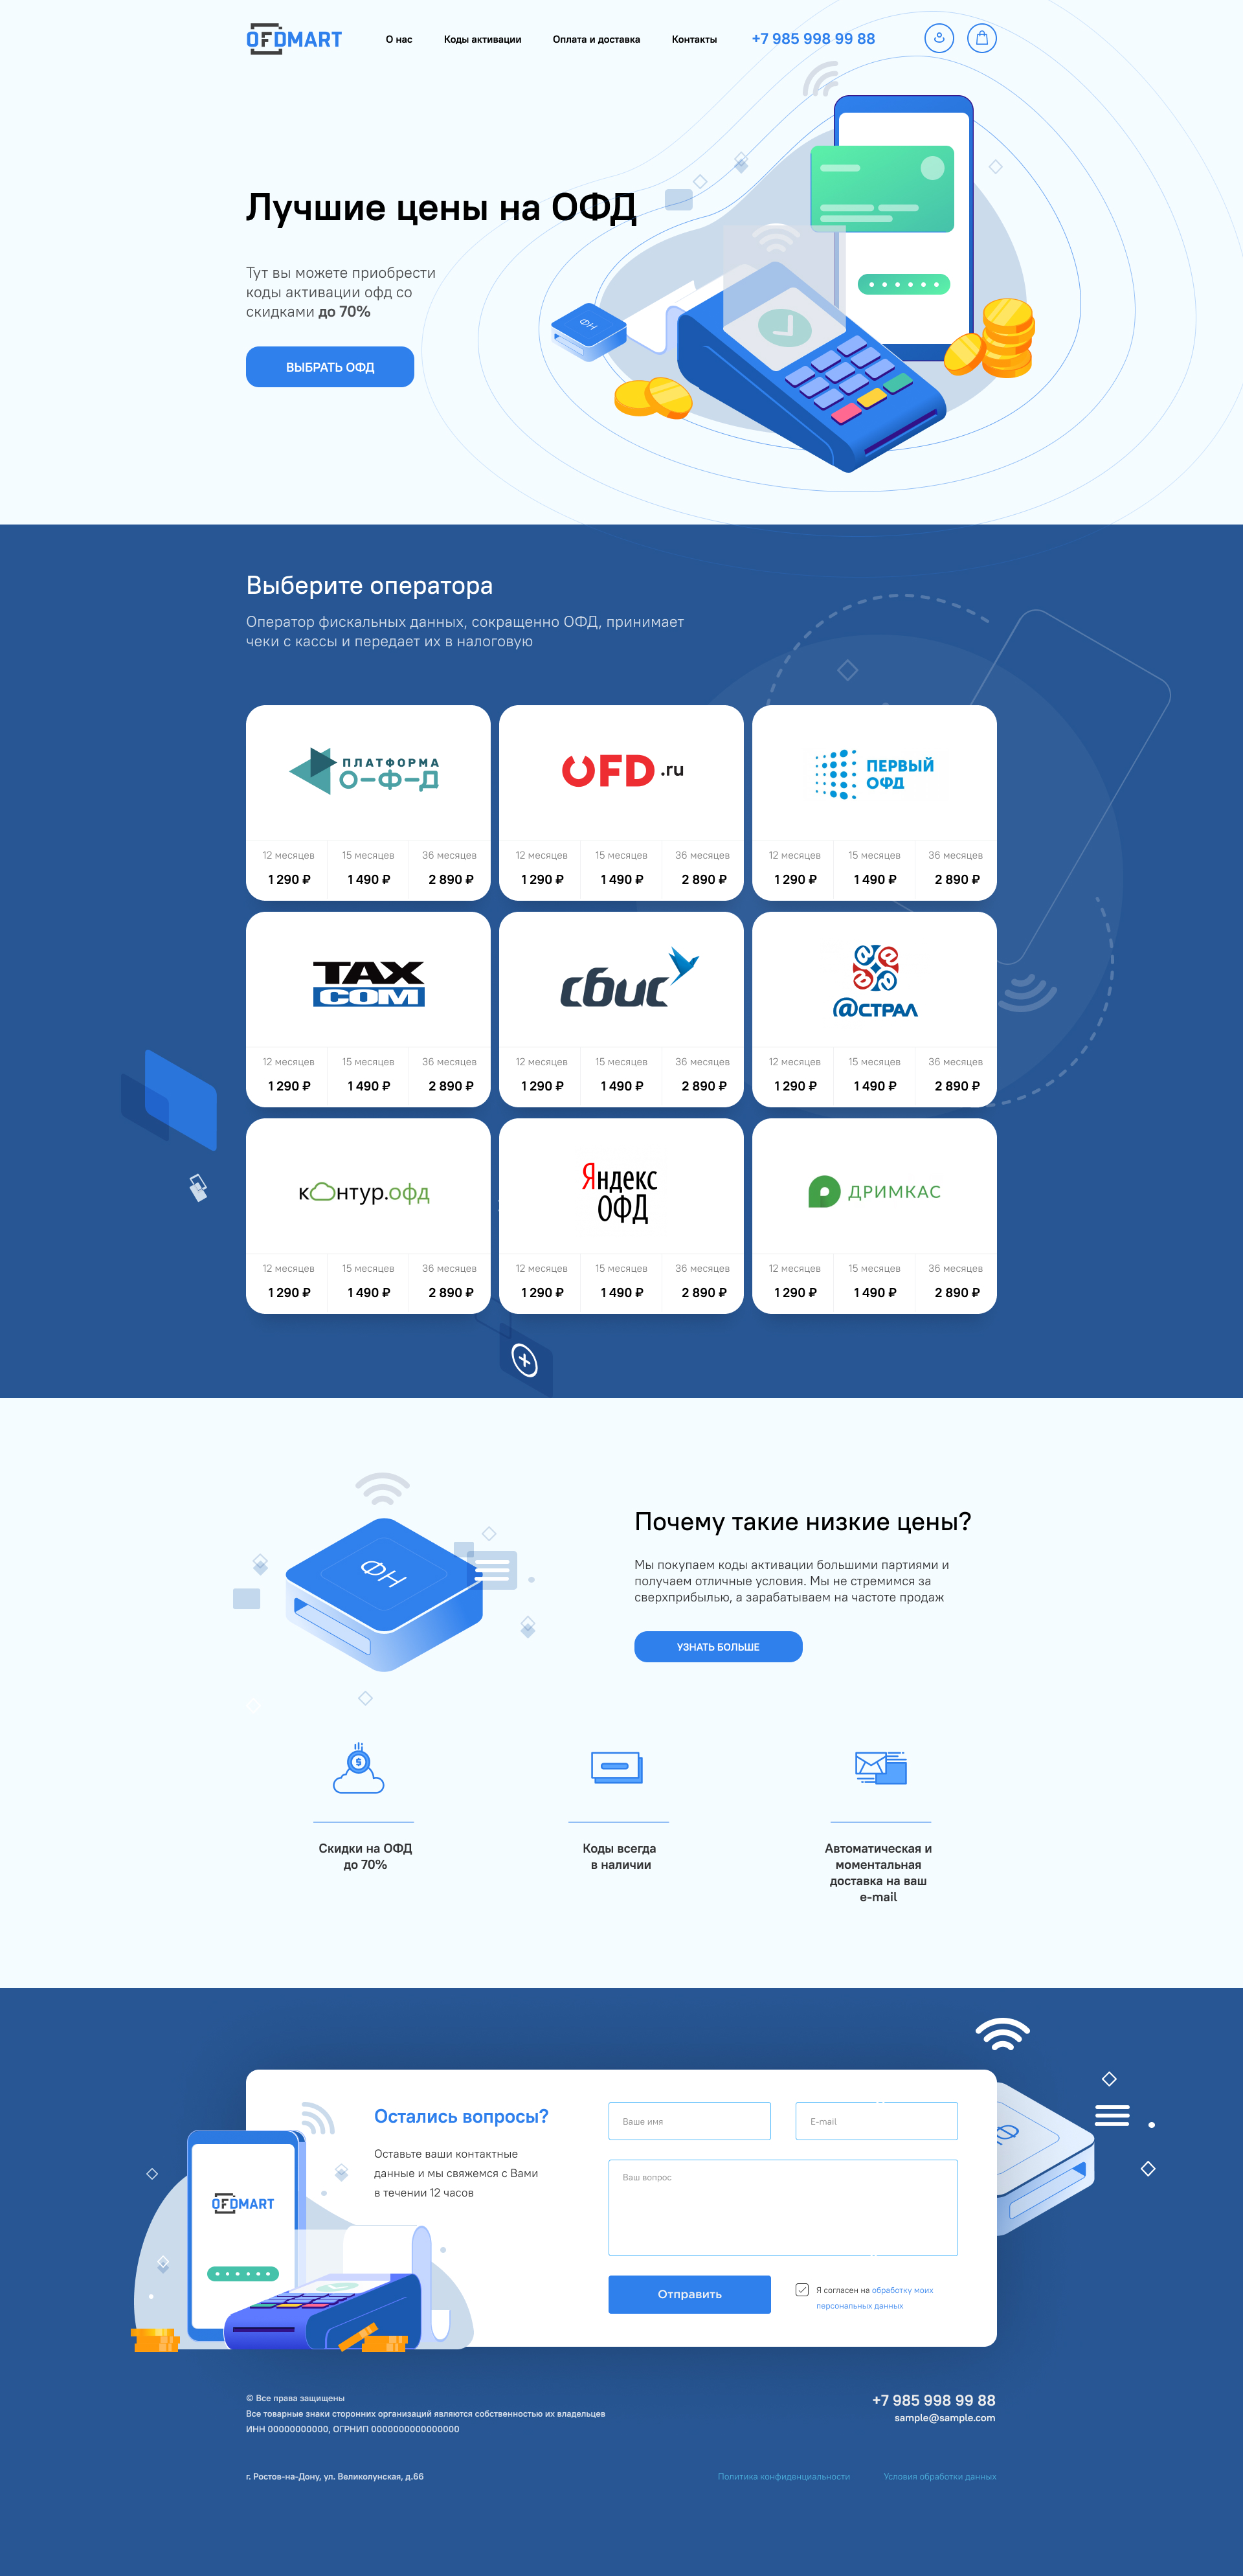 OFDMART
О нас
Коды активации
Оплата и доставка
Контакты
+7 985 998 99 88
Лучшие цены на ОФД
Тут вы можете приобрести
коды активации офд со
скидками до 70%
ВЫБРАТЬ ОФД
ФН
Выберите оператора
Оператор фискальных данных, сокращенно ОФД, принимает
чеки с кассы и передает их в налоговую
ПЛАТФОРМА
О-Ф-Д
12 месяцев
15 месяцев
36 месяцев
1 290 ₽
1 490 ₽
2 890 ₽
OFD.ru
12 месяцев
15 месяцев
36 месяцев
1 290 ₽
1 490 ₽
2 890 ₽
ПЕРВЫЙ
ОФД
12 месяцев
15 месяцев
36 месяцев
1 290 ₽
1 490 ₽
2 890 ₽
TAX
COM
12 месяцев
15 месяцев
36 месяцев
1 290 ₽
1 490 ₽
2 890 ₽
сбис
12 месяцев
15 месяцев
36 месяцев
1 290 ₽
1 490 ₽
2 890 ₽
@СТРАЛ
12 месяцев
15 месяцев
36 месяцев
1 290 ₽
1 490 ₽
2 890 ₽
контур.офд
12 месяцев
15 месяцев
36 месяцев
1 290 ₽
1 490 ₽
2 890 ₽
Яндекс
ОФД
12 месяцев
15 месяцев
36 месяцев
1 290 ₽
1 490 ₽
2 890 ₽
ДРИМКАС
12 месяцев
15 месяцев
36 месяцев
1 290 ₽
1 490 ₽
2 890 ₽
ФН
Почему такие низкие цены?
Мы покупаем коды активации большими партиями и
получаем отличные условия. Мы не стремимся за
сверхприбылью, а зарабатываем на частоте продаж
УЗНАТЬ БОЛЬШЕ
$
Скидки на ОФД
до 70%
Коды всегда
в наличии
Автоматическая и
моментальная
доставка на ваш
e-mail
Остались вопросы?
Оставьте ваши контактные
данные и мы свяжемся с Вами
в течении 12 часов
OFDMART
Ваше имя
E-mail
Ваш вопрос
Отправить
Я согласен на обработку моих
персональных данных
© Все права защищены
Все товарные знаки сторонних организаций являются собственностью их владельцев
ИНН 00000000000, ОГРНИП 0000000000000000
+7 985 998 99 88
sample@sample.com
г. Ростов-на-Дону, ул. Великолунская, д.66
Политика конфиденциальности
Условия обработки данных